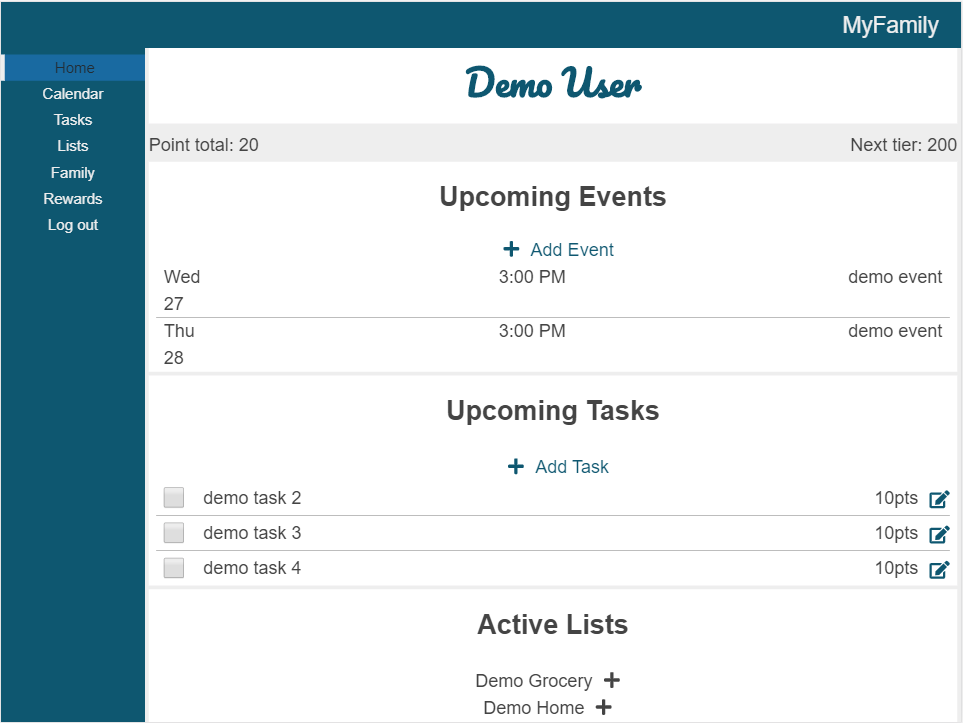 MyFamily
Home
Calendar
Tasks
Lists
Family
Rewards
Log out
Demo User
Point total: 20 Next tier: 200
Upcoming Events
Add Event
Wed 3:00 PM demo event
27
Thu 3:00 PM demo event
28
Upcoming Tasks
Add Task
demo task 2 10pts
demo task 3 10pts
demo task 4 10pts
Active Lists
Demo Grocery
Demo Home